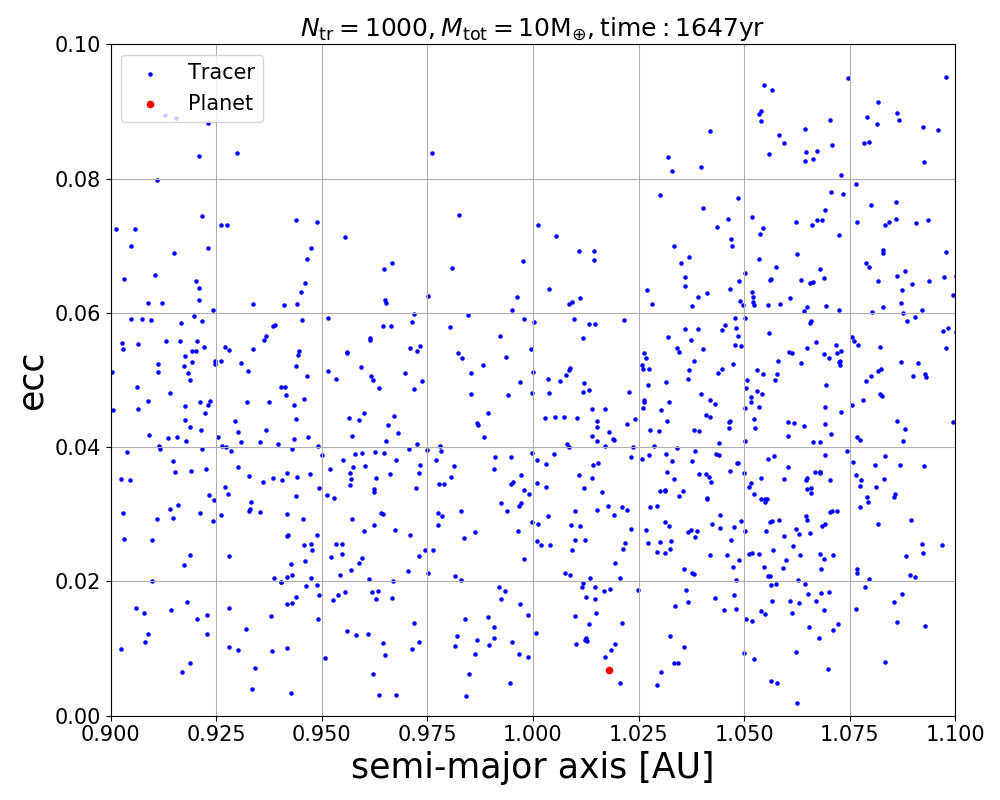 N_tr = 1000, M_tot = 10M_⊕, time : 1647yr
0.10
Tracer
Planet
0.08
0.06
0.04
0.02
0.00
ecc
0.900 0.925 0.950 0.975 1.000 1.025 1.050 1.075 1.100
semi-major axis [AU]